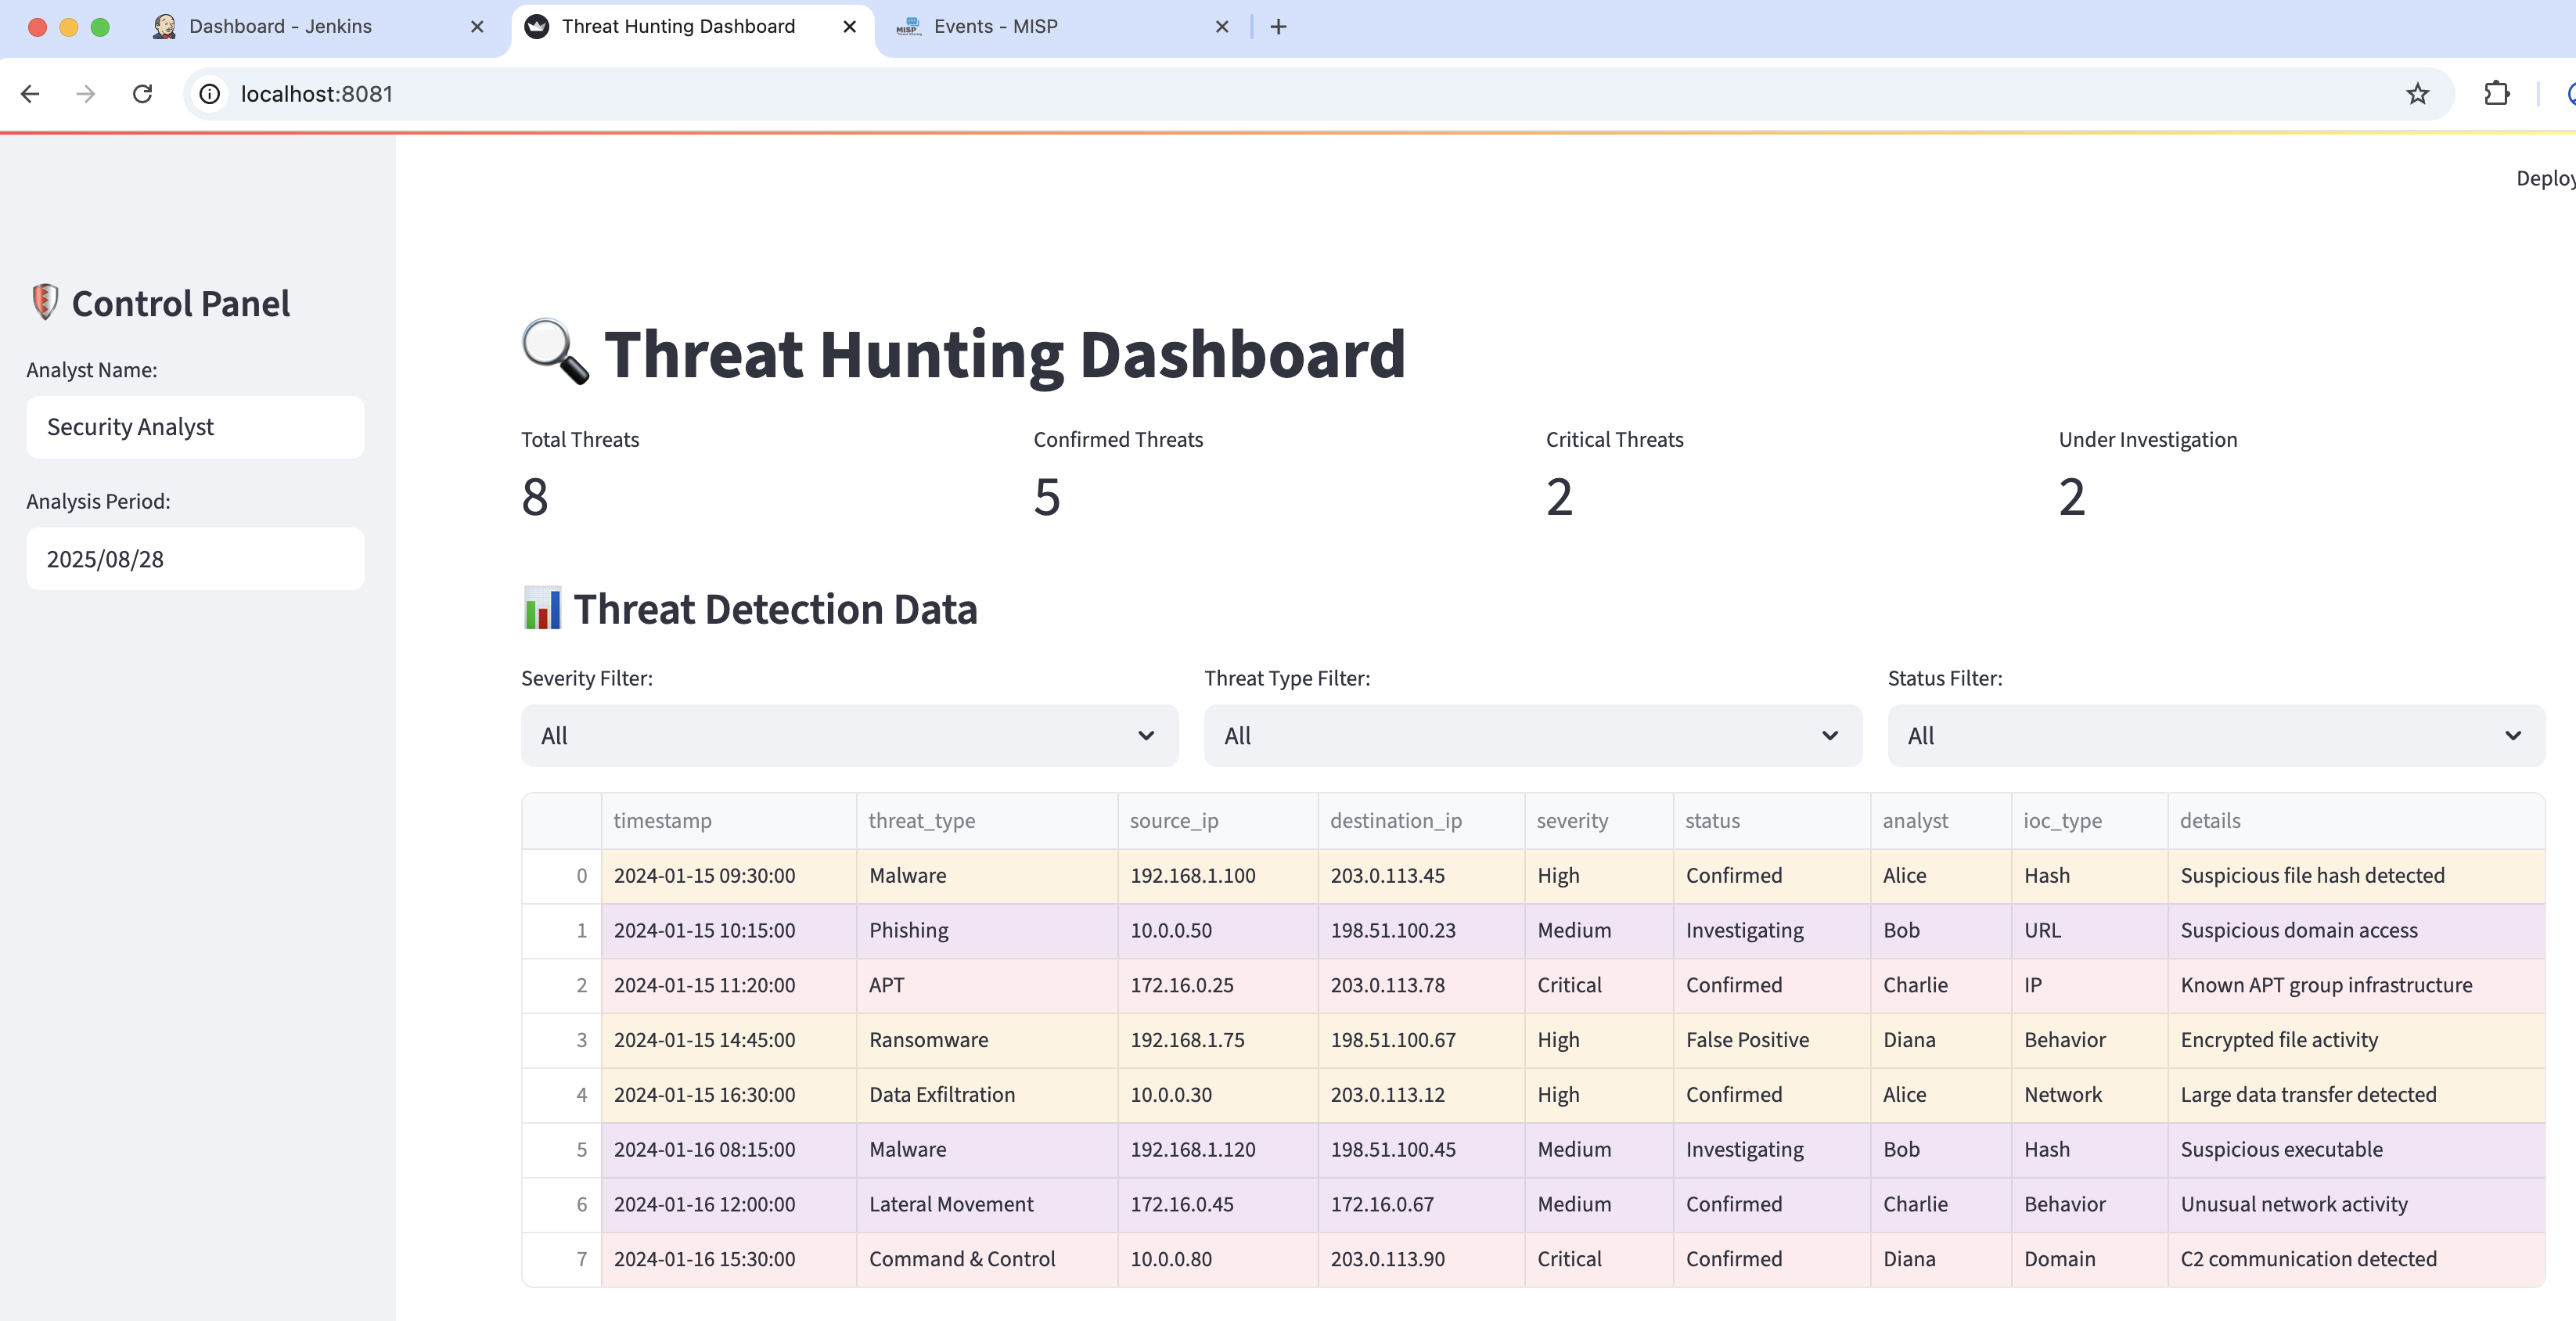 Dashboard - Jenkins
Threat Hunting Dashboard
MISP
Events - MISP
localhost:8081
Deploy
Control Panel
Analyst Name:
Security Analyst
Analysis Period:
2025/08/28
Threat Hunting Dashboard
Total Threats Confirmed Threats Critical Threats Under Investigation
8 5 2 2
Threat Detection Data
Severity Filter: Threat Type Filter: Status Filter:
All All All
timestamp threat_type source_ip destination_ip severity status analyst ioc_type details
0 2024-01-15 09:30:00 Malware 192.168.1.100 203.0.113.45 High Confirmed Alice Hash Suspicious file hash detected
1 2024-01-15 10:15:00 Phishing 10.0.0.50 198.51.100.23 Medium Investigating Bob URL Suspicious domain access
2 2024-01-15 11:20:00 APT 172.16.0.25 203.0.113.78 Critical Confirmed Charlie IP Known APT group infrastructure
3 2024-01-15 14:45:00 Ransomware 192.168.1.75 198.51.100.67 High False Positive Diana Behavior Encrypted file activity
4 2024-01-15 16:30:00 Data Exfiltration 10.0.0.30 203.0.113.12 High Confirmed Alice Network Large data transfer detected
5 2024-01-16 08:15:00 Malware 192.168.1.120 198.51.100.45 Medium Investigating Bob Hash Suspicious executable
6 2024-01-16 12:00:00 Lateral Movement 172.16.0.45 172.16.0.67 Medium Confirmed Charlie Behavior Unusual network activity
7 2024-01-16 15:30:00 Command & Control 10.0.0.80 203.0.113.90 Critical Confirmed Diana Domain C2 communication detected